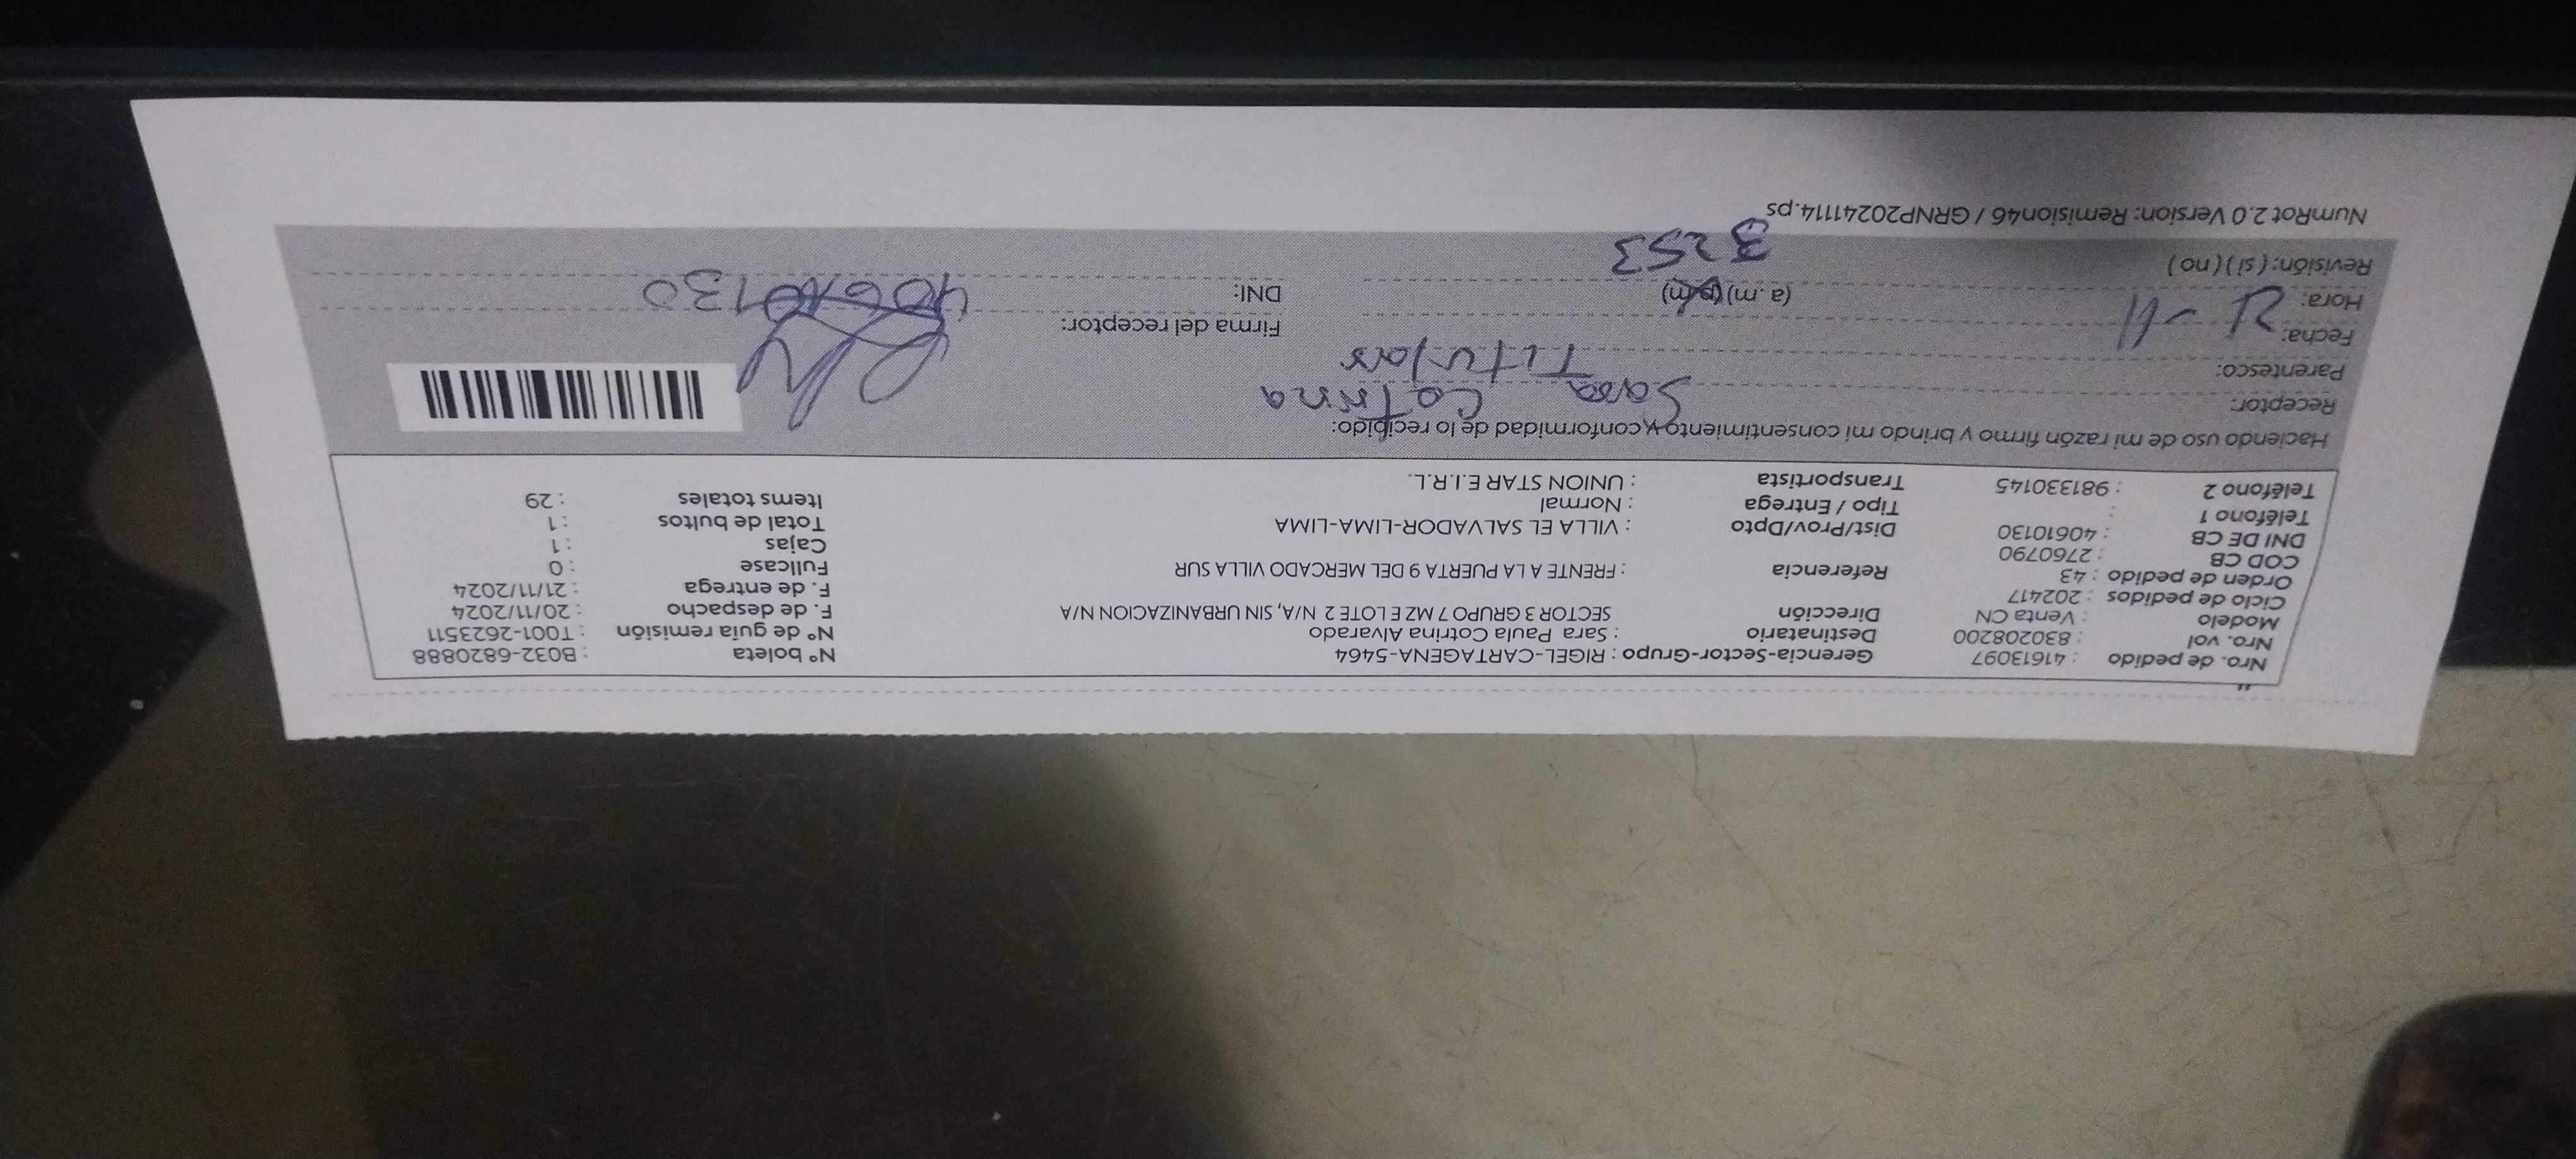 Nro. de pedido : 41613097 Gerencia-Sector-Grupo : RIGEL-CARTAGENA-5464 N° boleta : B032-6820888
Nro. vol : 830208200 Destinatario : Sara Paula Cotrina Alvarado N° de guía remisión : T001-2623511
Modelo : Venta CN Dirección SECTOR 3 GRUPO 7 MZ E LOTE 2 N/A, SIN URBANIZACION N/A F. de despacho : 20/11/2024
Ciclo de pedidos : 202417 F. de entrega : 21/11/2024
Orden de pedido : 43 Referencia : FRENTE A LA PUERTA 9 DEL MERCADO VILLA SUR Fullcase : 0
COD CB : 2760790 Cajas : 1
DNI DE CB : 40610130 Dist/Prov/Dpto : VILLA EL SALVADOR-LIMA-LIMA Total de bultos : 1
Teléfono 1 : Tipo / Entrega : Normal Items totales : 29
Teléfono 2 : 981330145 Transportista : UNION STAR E.I.R.L.
Haciendo uso de mi razón firmo y brindo mi consentimiento y conformidad de lo recibido:
Receptor: Sara Cotrina
Parentesco: Titular
Fecha: 21-11 Firma del receptor:
Hora: (a.m) (p.m) DNI: 40610130
Revisión: ( si ) ( no ) 3253
NumRot 2.0 Version: Remision46 / GRNP20241114.ps